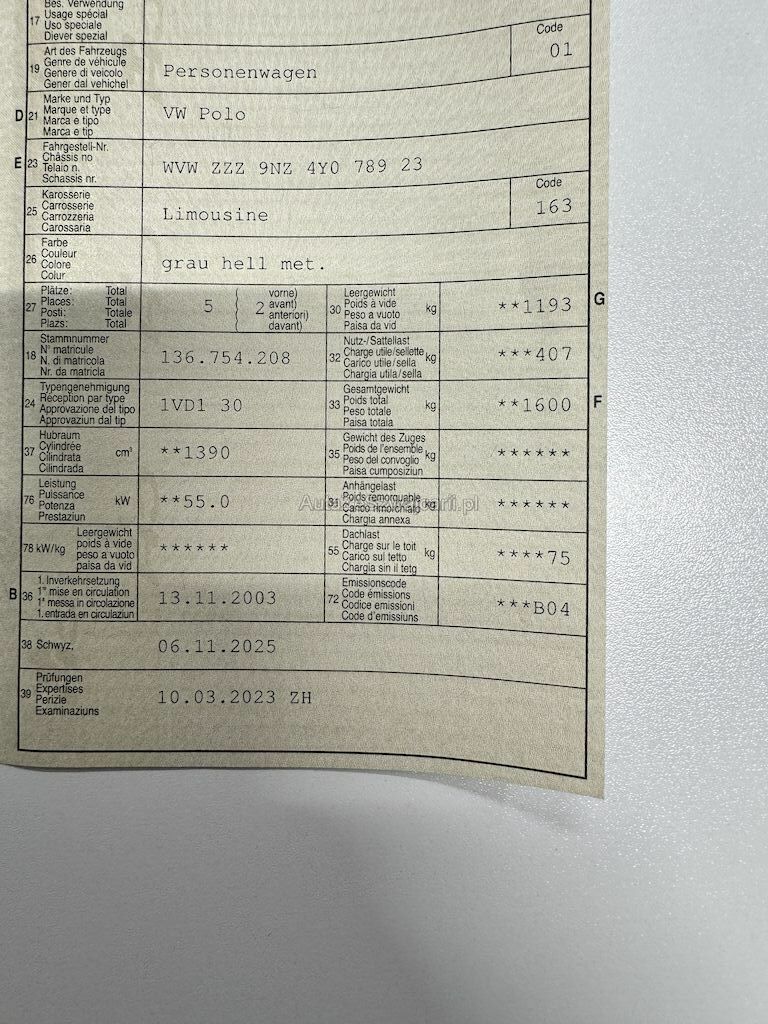 Bes. Verwendung
17 Usage spécial
Uso speciale
Diever spezial
Art des Fahrzeugs
19 Genre de véhicule
Genere di veicolo
Gener dal vehichel
Personenwagen
Code
01
D 21 Marke und Typ
Marque et type
Marca e tipo
Marca e tip
VW Polo
E 23 Fahrgestell-Nr.
Châssis no
Telaio n.
Schassis nr.
WVW ZZZ 9NZ 4Y0 789 23
25 Karosserie
Carrosserie
Carrozzeria
Carossaria
Limousine
Code
163
26 Farbe
Couleur
Colore
Colur
grau hell met.
27 Plätze: Total
Places: Total
Posti: Totale
Plazs: Total
5 2 vorne)
avant)
anteriori)
davant)
30 Leergewicht
Poids à vide
Peso a vuoto
Paisa da vid
kg **1193 G
18 Stammnummer
N° matricule
N. di matricola
Nr. da matricla
136.754.208
32 Nutz-/Sattellast
Charge utile/sellette
Carico utile/sella
Chargia utila/sella
kg ***407
24 Typengenehmigung
Réception par type
Approvazione del tipo
Approvaziun dal tip
1VD1 30
33 Gesamtgewicht
Poids total
Peso totale
Paisa totala
kg **1600 F
37 Hubraum
Cylindrée
Cilindrata
Cilindrada
cm³ **1390
35 Gewicht des Zuges
Poids de l'ensemble
Peso del convoglio
Paisa cumposiziun
kg ******
76 Leistung
Puissance
Potenza
Prestaziun
kW **55.0
31 Anhängelast
Poids remorquable
Carico rimorchiato
Chargia annexa
kg ******
78 kW/kg Leergewicht
poids à vide
peso a vuoto
paisa da vid
******
55 Dachlast
Charge sur le toit
Carico sul tetto
Chargia sin il tetg
kg ****75
B 36 1. Inverkehrsetzung
1re mise en circulation
1a messa in circolazione
1. entrada en circulaziun
13.11.2003
72 Emissionscode
Code émissions
Codice emissioni
Code d'emissiuns
***B04
38 Schwyz, 06.11.2025
39 Prüfungen
Expertises
Perizie
Examinaziuns
10.03.2023 ZH